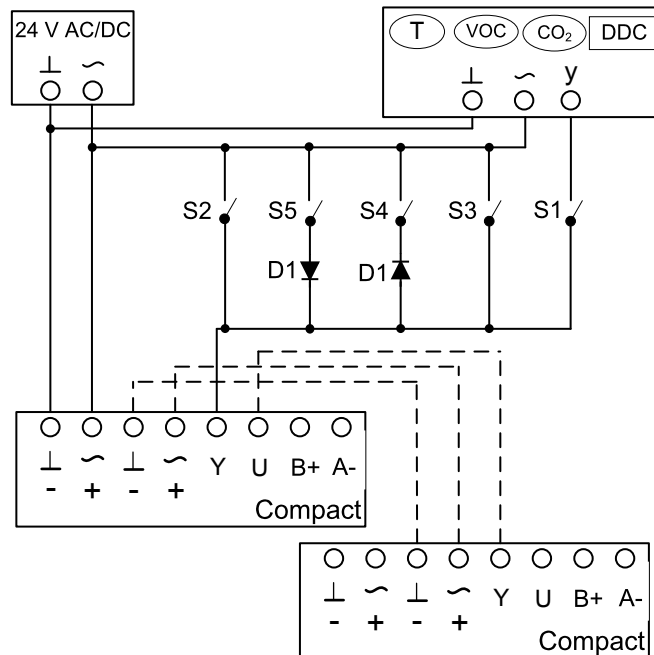 24 V AC/DC
⊥ ~
T VOC CO₂ DDC
⊥ ~ y
S2 S5 S4 S3 S1
D1 D1
⊥ ~ ⊥ ~ Y U B+ A-
- + - +
Compact
⊥ ~ ⊥ ~ Y U B+ A-
- + - +
Compact